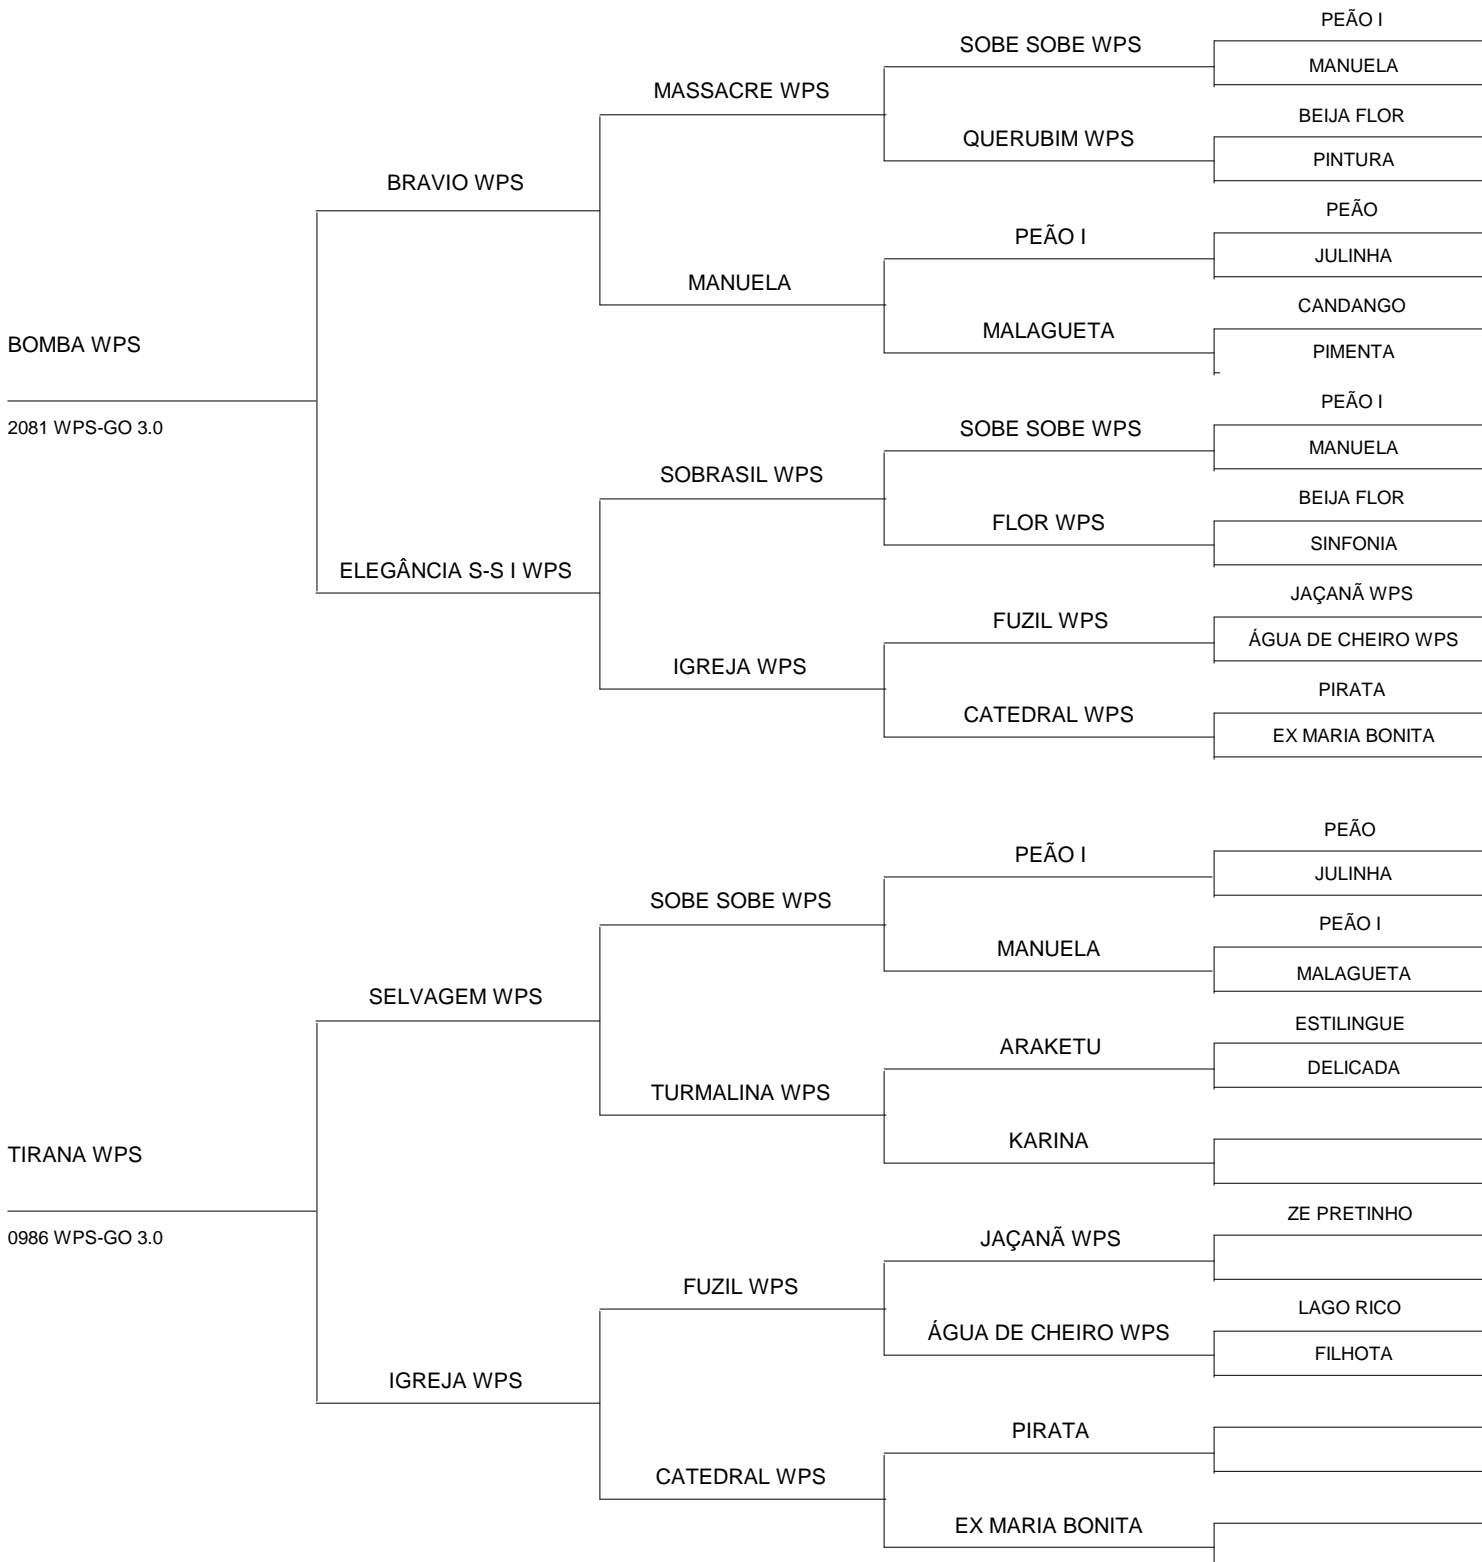 PEÃO I
SOBE SOBE WPS
MANUELA
MASSACRE WPS
BEIJA FLOR
QUERUBIM WPS
PINTURA
BRAVIO WPS
PEÃO
PEÃO I
JULINHA
MANUELA
CANDANGO
MALAGUETA
PIMENTA
BOMBA WPS
2081 WPS-GO 3.0
PEÃO I
SOBE SOBE WPS
MANUELA
SOBRASIL WPS
BEIJA FLOR
FLOR WPS
SINFONIA
ELEGÂNCIA S-S I WPS
JAÇANÃ WPS
FUZIL WPS
ÁGUA DE CHEIRO WPS
IGREJA WPS
PIRATA
CATEDRAL WPS
EX MARIA BONITA
PEÃO
PEÃO I
JULINHA
SOBE SOBE WPS
PEÃO I
MANUELA
MALAGUETA
SELVAGEM WPS
ESTILINGUE
ARAKETU
DELICADA
TURMALINA WPS
KARINA
TIRANA WPS
0986 WPS-GO 3.0
ZE PRETINHO
JAÇANÃ WPS
FUZIL WPS
LAGO RICO
ÁGUA DE CHEIRO WPS
FILHOTA
IGREJA WPS
PIRATA
CATEDRAL WPS
EX MARIA BONITA